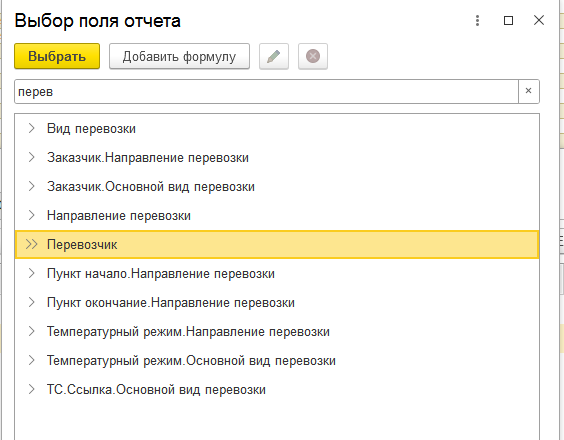 Выбор поля отчета
Выбрать
Добавить формулу
перев
Вид перевозки
Заказчик.Направление перевозки
Заказчик.Основной вид перевозки
Направление перевозки
Перевозчик
Пункт начало.Направление перевозки
Пункт окончание.Направление перевозки
Температурный режим.Направление перевозки
Температурный режим.Основной вид перевозки
ТС.Ссылка.Основной вид перевозки